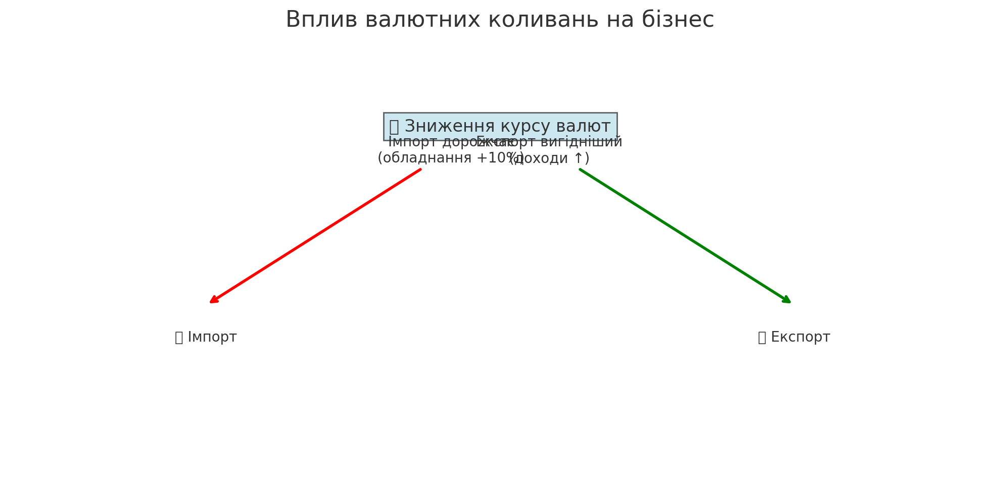 Вплив валютних коливань на бізнес
Зниження курсу валют
Імпорт дорожчає
(обладнання +10%)
Експорт вигідніший
(доходи ↑)
Імпорт
Експорт